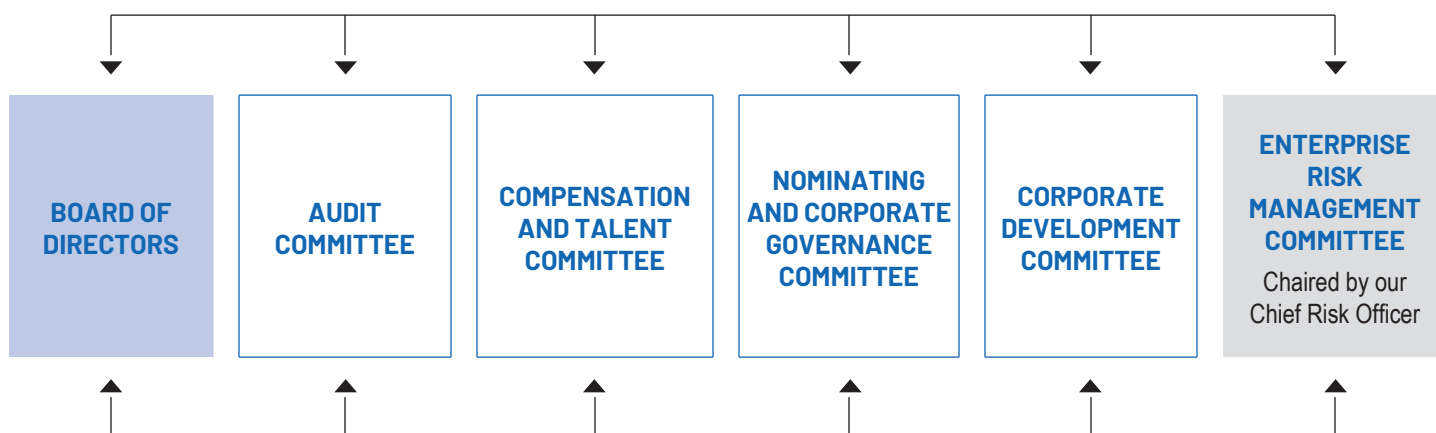 BOARD OF
DIRECTORS
AUDIT
COMMITTEE
COMPENSATION
AND TALENT
COMMITTEE
NOMINATING
AND CORPORATE
GOVERNANCE
COMMITTEE
CORPORATE
DEVELOPMENT
COMMITTEE
ENTERPRISE
RISK
MANAGEMENT
COMMITTEE
Chaired by our
Chief Risk Officer